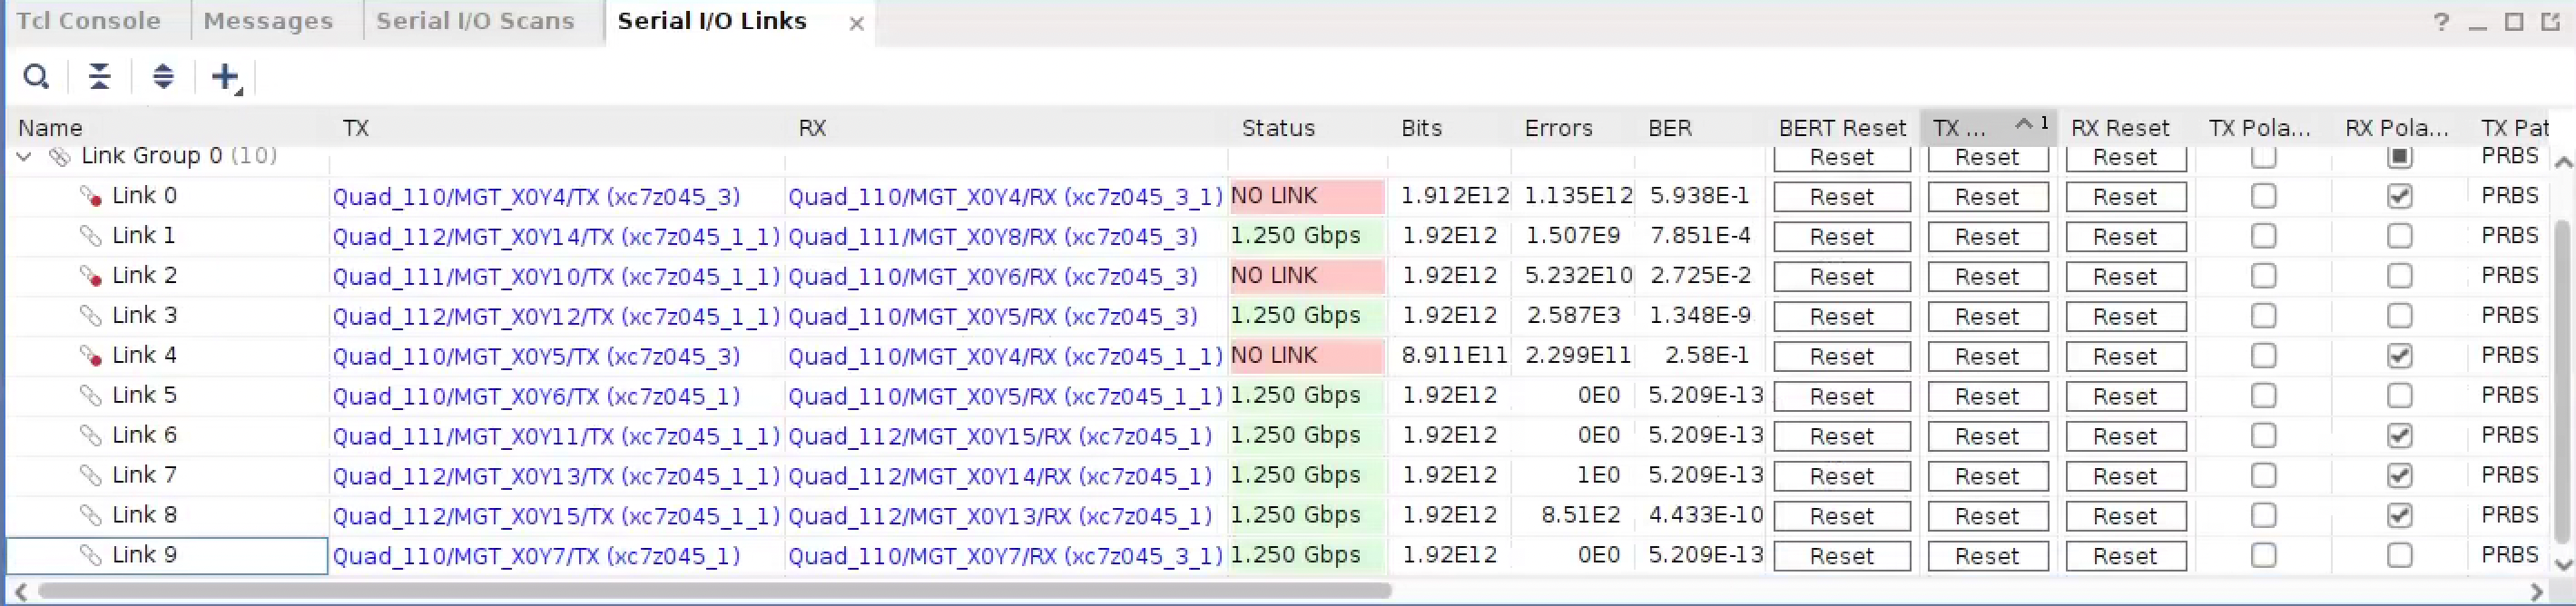 Tcl Console Messages Serial I/O Scans Serial I/O Links
Name TX RX Status Bits Errors BER BERT Reset TX ... 1 RX Reset TX Pola... RX Pola... TX Pat
Link Group 0 (10) Reset Reset Reset PRBS
Link 0 Quad_110/MGT_X0Y4/TX (xc7z045_3) Quad_110/MGT_X0Y4/RX (xc7z045_3_1) NO LINK 1.912E12 1.135E12 5.938E-1 Reset Reset Reset PRBS
Link 1 Quad_112/MGT_X0Y14/TX (xc7z045_1_1) Quad_111/MGT_X0Y8/RX (xc7z045_3) 1.250 Gbps 1.92E12 1.507E9 7.851E-4 Reset Reset Reset PRBS
Link 2 Quad_111/MGT_X0Y10/TX (xc7z045_1_1) Quad_110/MGT_X0Y6/RX (xc7z045_3) NO LINK 1.92E12 5.232E10 2.725E-2 Reset Reset Reset PRBS
Link 3 Quad_112/MGT_X0Y12/TX (xc7z045_1_1) Quad_110/MGT_X0Y5/RX (xc7z045_3) 1.250 Gbps 1.92E12 2.587E3 1.348E-9 Reset Reset Reset PRBS
Link 4 Quad_110/MGT_X0Y5/TX (xc7z045_3) Quad_110/MGT_X0Y4/RX (xc7z045_1_1) NO LINK 8.911E11 2.299E11 2.58E-1 Reset Reset Reset PRBS
Link 5 Quad_110/MGT_X0Y6/TX (xc7z045_1) Quad_110/MGT_X0Y5/RX (xc7z045_1_1) 1.250 Gbps 1.92E12 0E0 5.209E-13 Reset Reset Reset PRBS
Link 6 Quad_111/MGT_X0Y11/TX (xc7z045_1_1) Quad_112/MGT_X0Y15/RX (xc7z045_1) 1.250 Gbps 1.92E12 0E0 5.209E-13 Reset Reset Reset PRBS
Link 7 Quad_112/MGT_X0Y13/TX (xc7z045_1_1) Quad_112/MGT_X0Y14/RX (xc7z045_1) 1.250 Gbps 1.92E12 1E0 5.209E-13 Reset Reset Reset PRBS
Link 8 Quad_112/MGT_X0Y15/TX (xc7z045_1_1) Quad_112/MGT_X0Y13/RX (xc7z045_1) 1.250 Gbps 1.92E12 8.51E2 4.433E-10 Reset Reset Reset PRBS
Link 9 Quad_110/MGT_X0Y7/TX (xc7z045_1) Quad_110/MGT_X0Y7/RX (xc7z045_3_1) 1.250 Gbps 1.92E12 0E0 5.209E-13 Reset Reset Reset PRBS